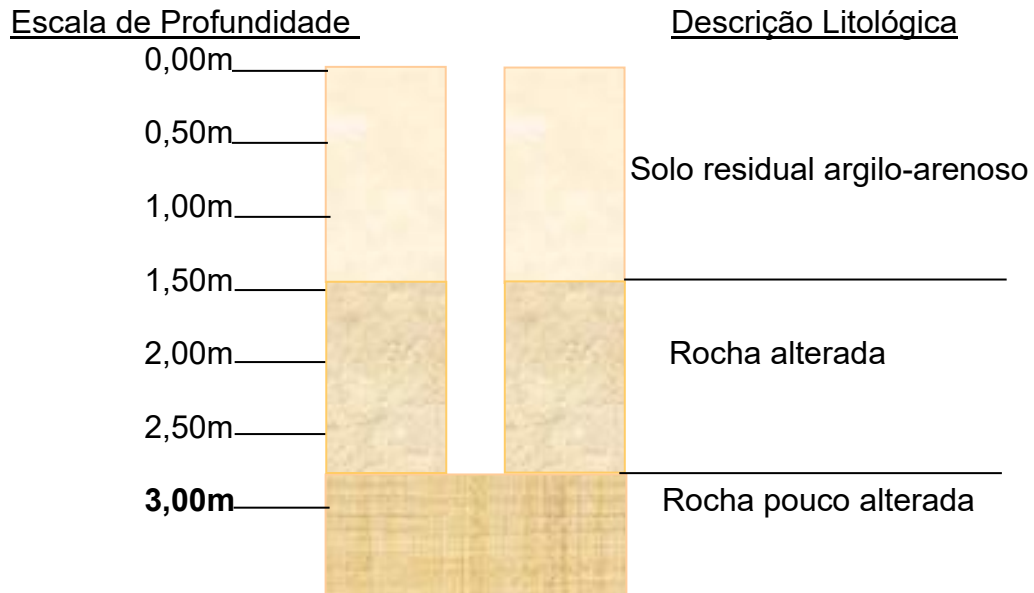 Escala de Profundidade
Descrição Litológica
0,00m
0,50m
Solo residual argilo-arenoso
1,00m
1,50m
2,00m
Rocha alterada
2,50m
3,00m
Rocha pouco alterada